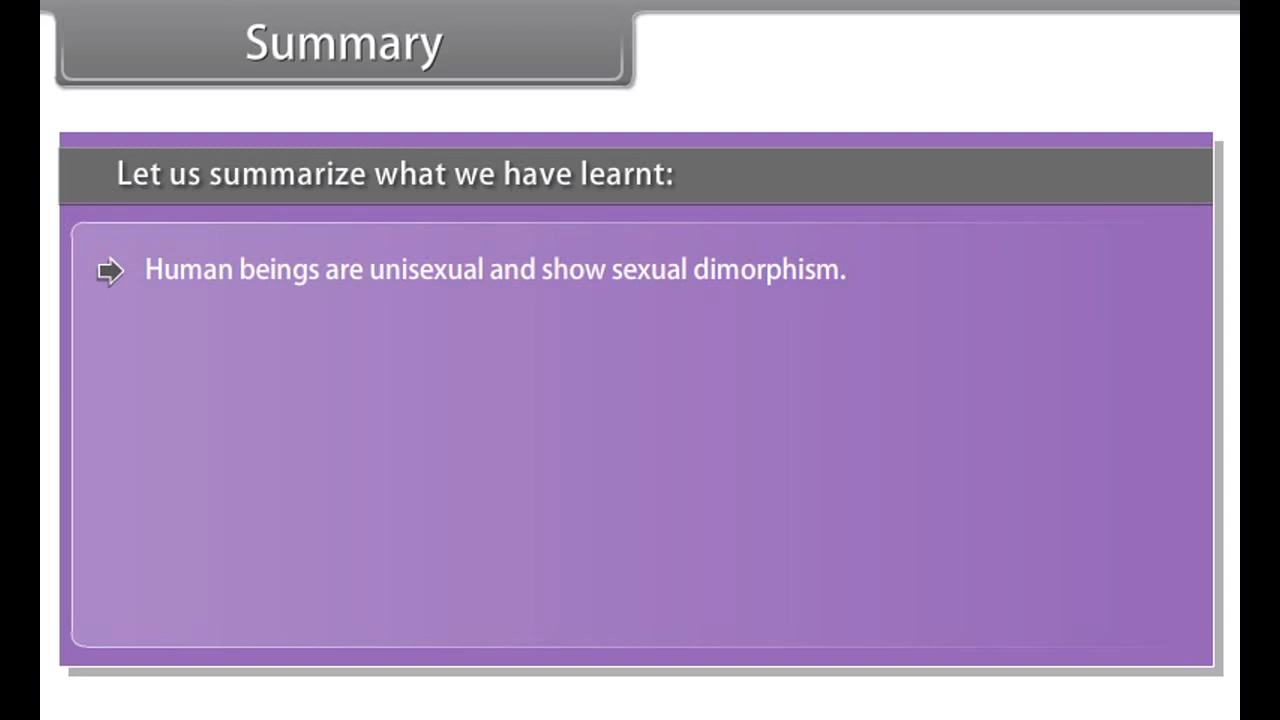 Summary
Let us summarize what we have learnt:
Human beings are unisexual and show sexual dimorphism.